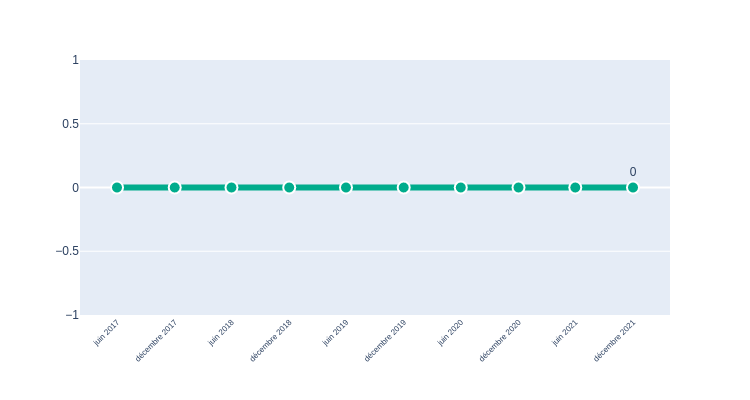 1
0.5
0
−0.5
−1
0
juin 2017
décembre 2017
juin 2018
décembre 2018
juin 2019
décembre 2019
juin 2020
décembre 2020
juin 2021
décembre 2021